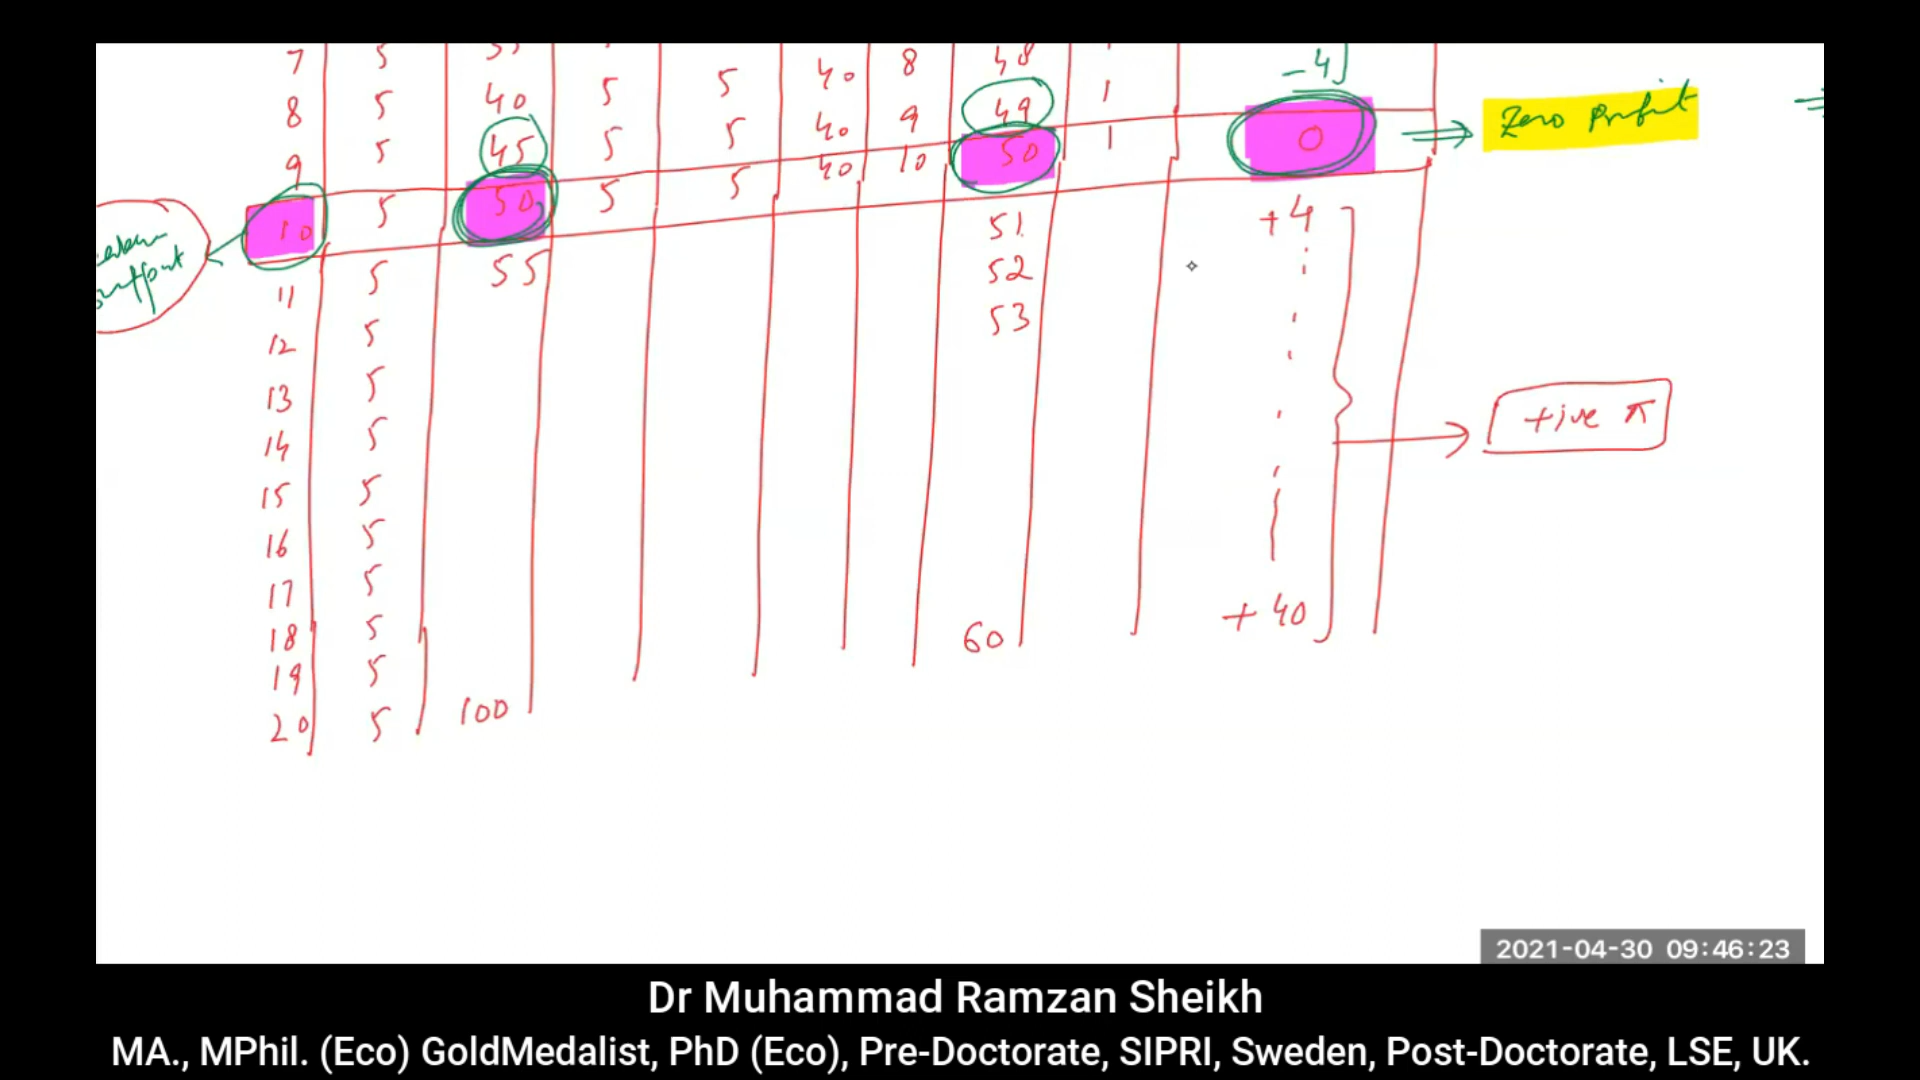 7 5 8 48 -4
8 5 40 5 5 40 9 49 1
9 5 45 5 5 40 10 50 1 0 ⇒ Zero Profit
10 5 50 5 5 40 51 +4
11 5 55 52
12 5 53
13 5
14 5 +ive π
15 5
16 5
17 5
18 5 60 +40
19 5
20 5 100
2021-04-30 09:46:23
Dr Muhammad Ramzan Sheikh
MA., MPhil. (Eco) GoldMedalist, PhD (Eco), Pre-Doctorate, SIPRI, Sweden, Post-Doctorate, LSE, UK.